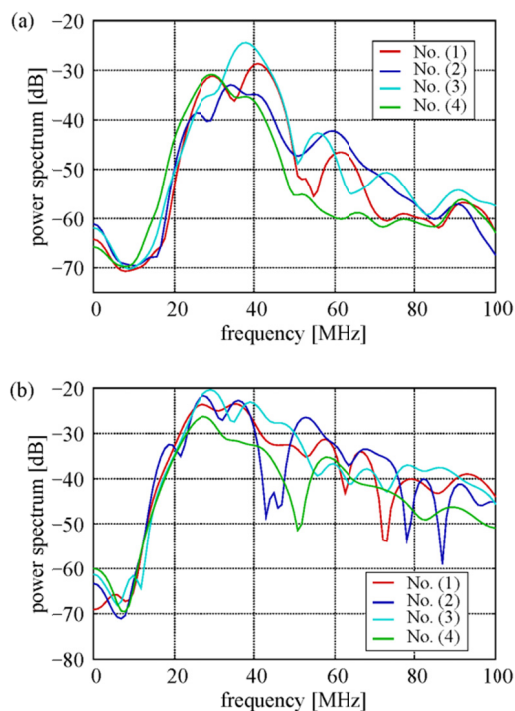 (a)
−20
−30
−40
−50
−60
−70
power spectrum [dB]
No. (1)
No. (2)
No. (3)
No. (4)
0
20
40
60
80
100
frequency [MHz]
(b)
−20
−30
−40
−50
−60
−70
−80
power spectrum [dB]
No. (1)
No. (2)
No. (3)
No. (4)
0
20
40
60
80
100
frequency [MHz]